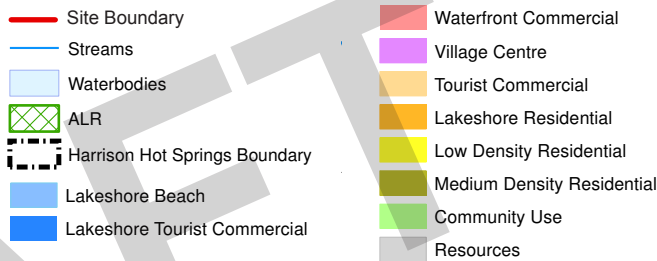 Site Boundary
Streams
Waterbodies
ALR
Harrison Hot Springs Boundary
Lakeshore Beach
Lakeshore Tourist Commercial
Waterfront Commercial
Village Centre
Tourist Commercial
Lakeshore Residential
Low Density Residential
Medium Density Residential
Community Use
Resources